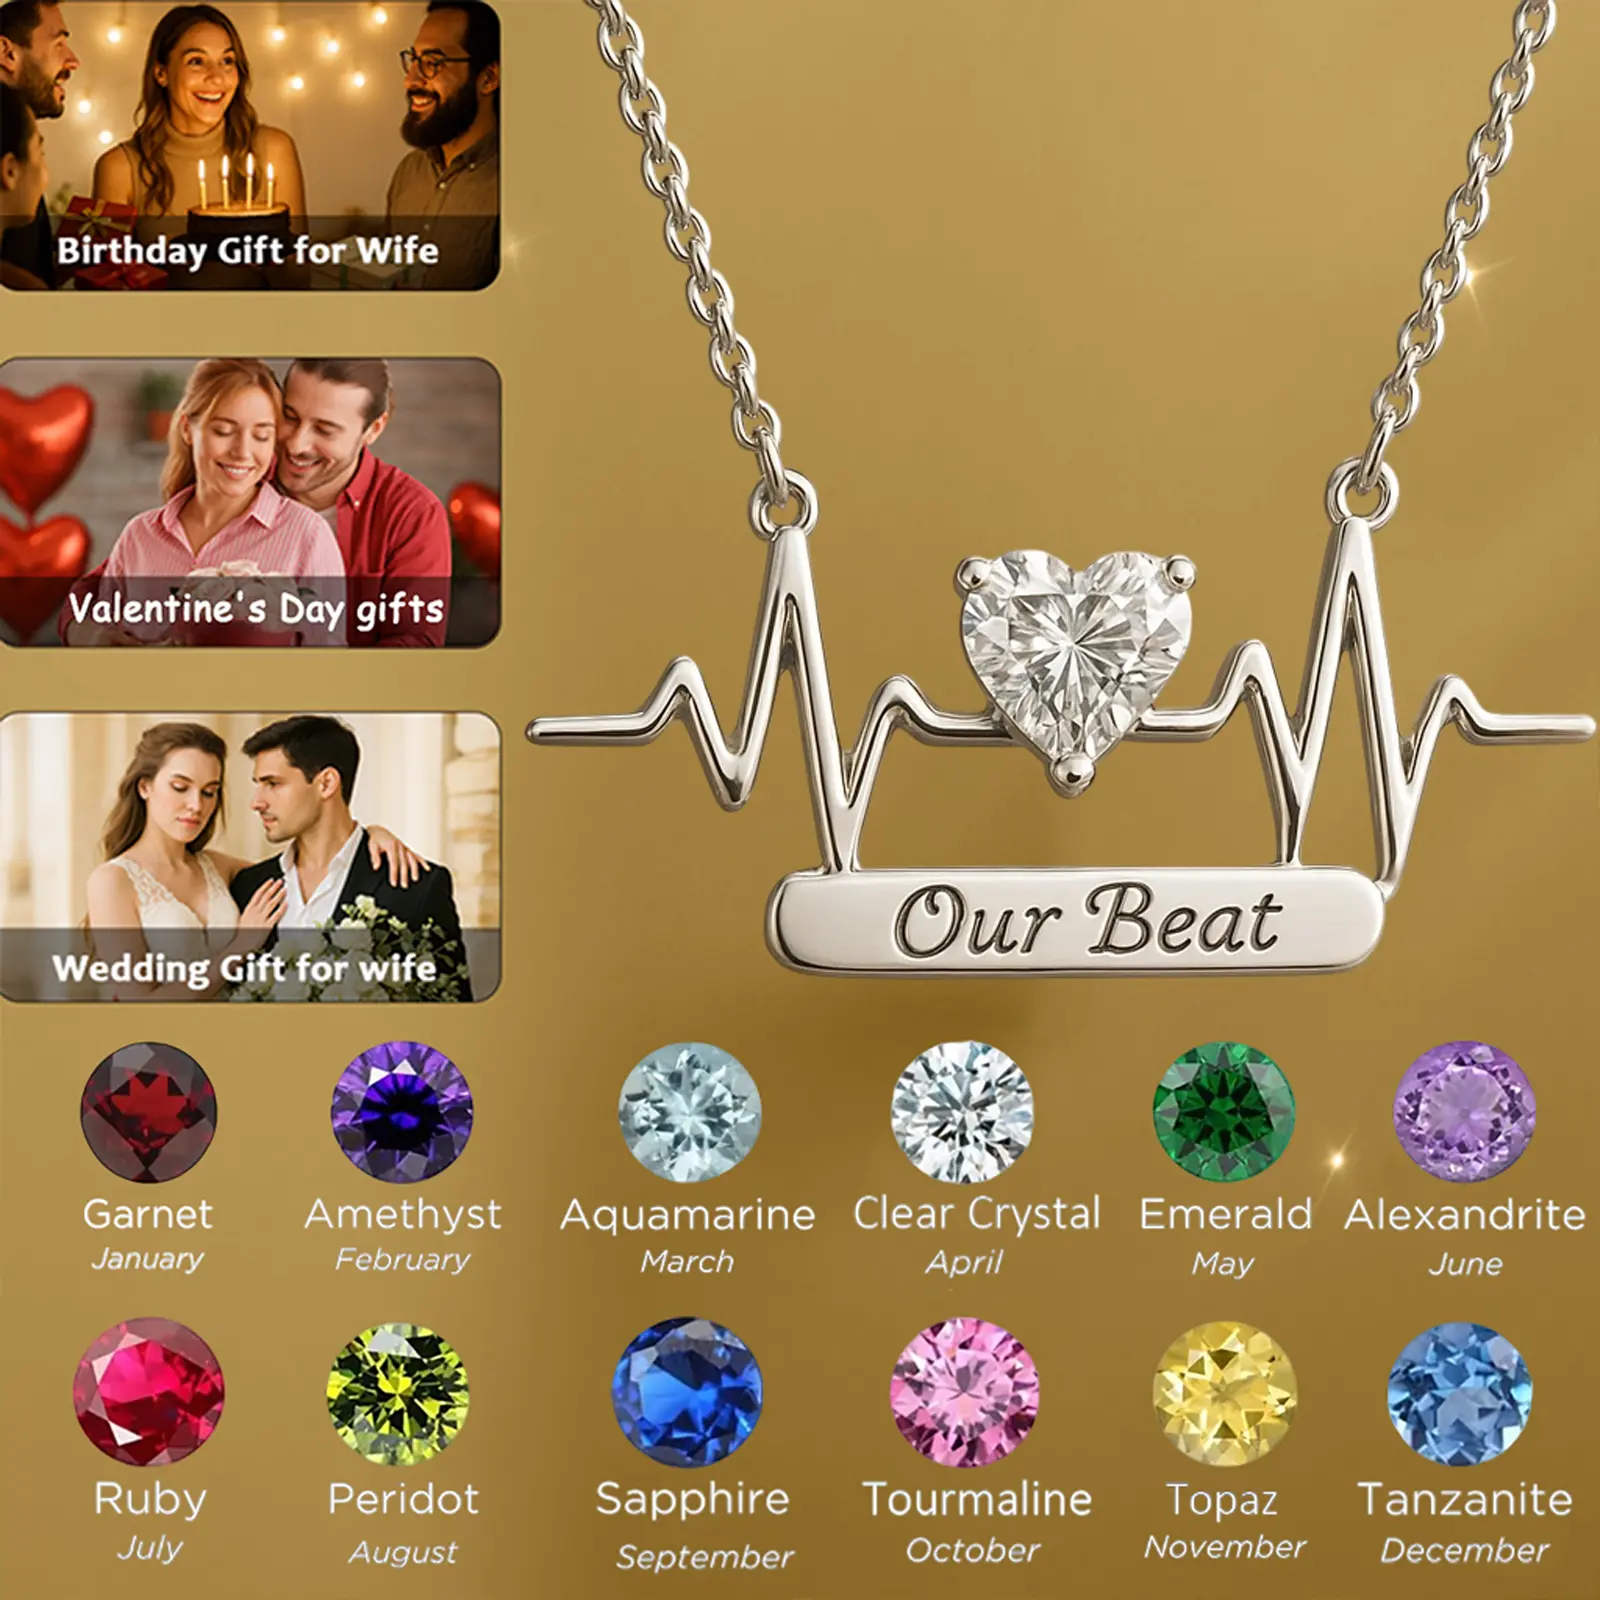 Birthday Gift for Wife
Valentine's Day gifts
Wedding Gift for wife
Our Beat
Garnet
January
Amethyst
February
Aquamarine
March
Clear Crystal
April
Emerald
May
Alexandrite
June
Ruby
July
Peridot
August
Sapphire
September
Tourmaline
October
Topaz
November
Tanzanite
December